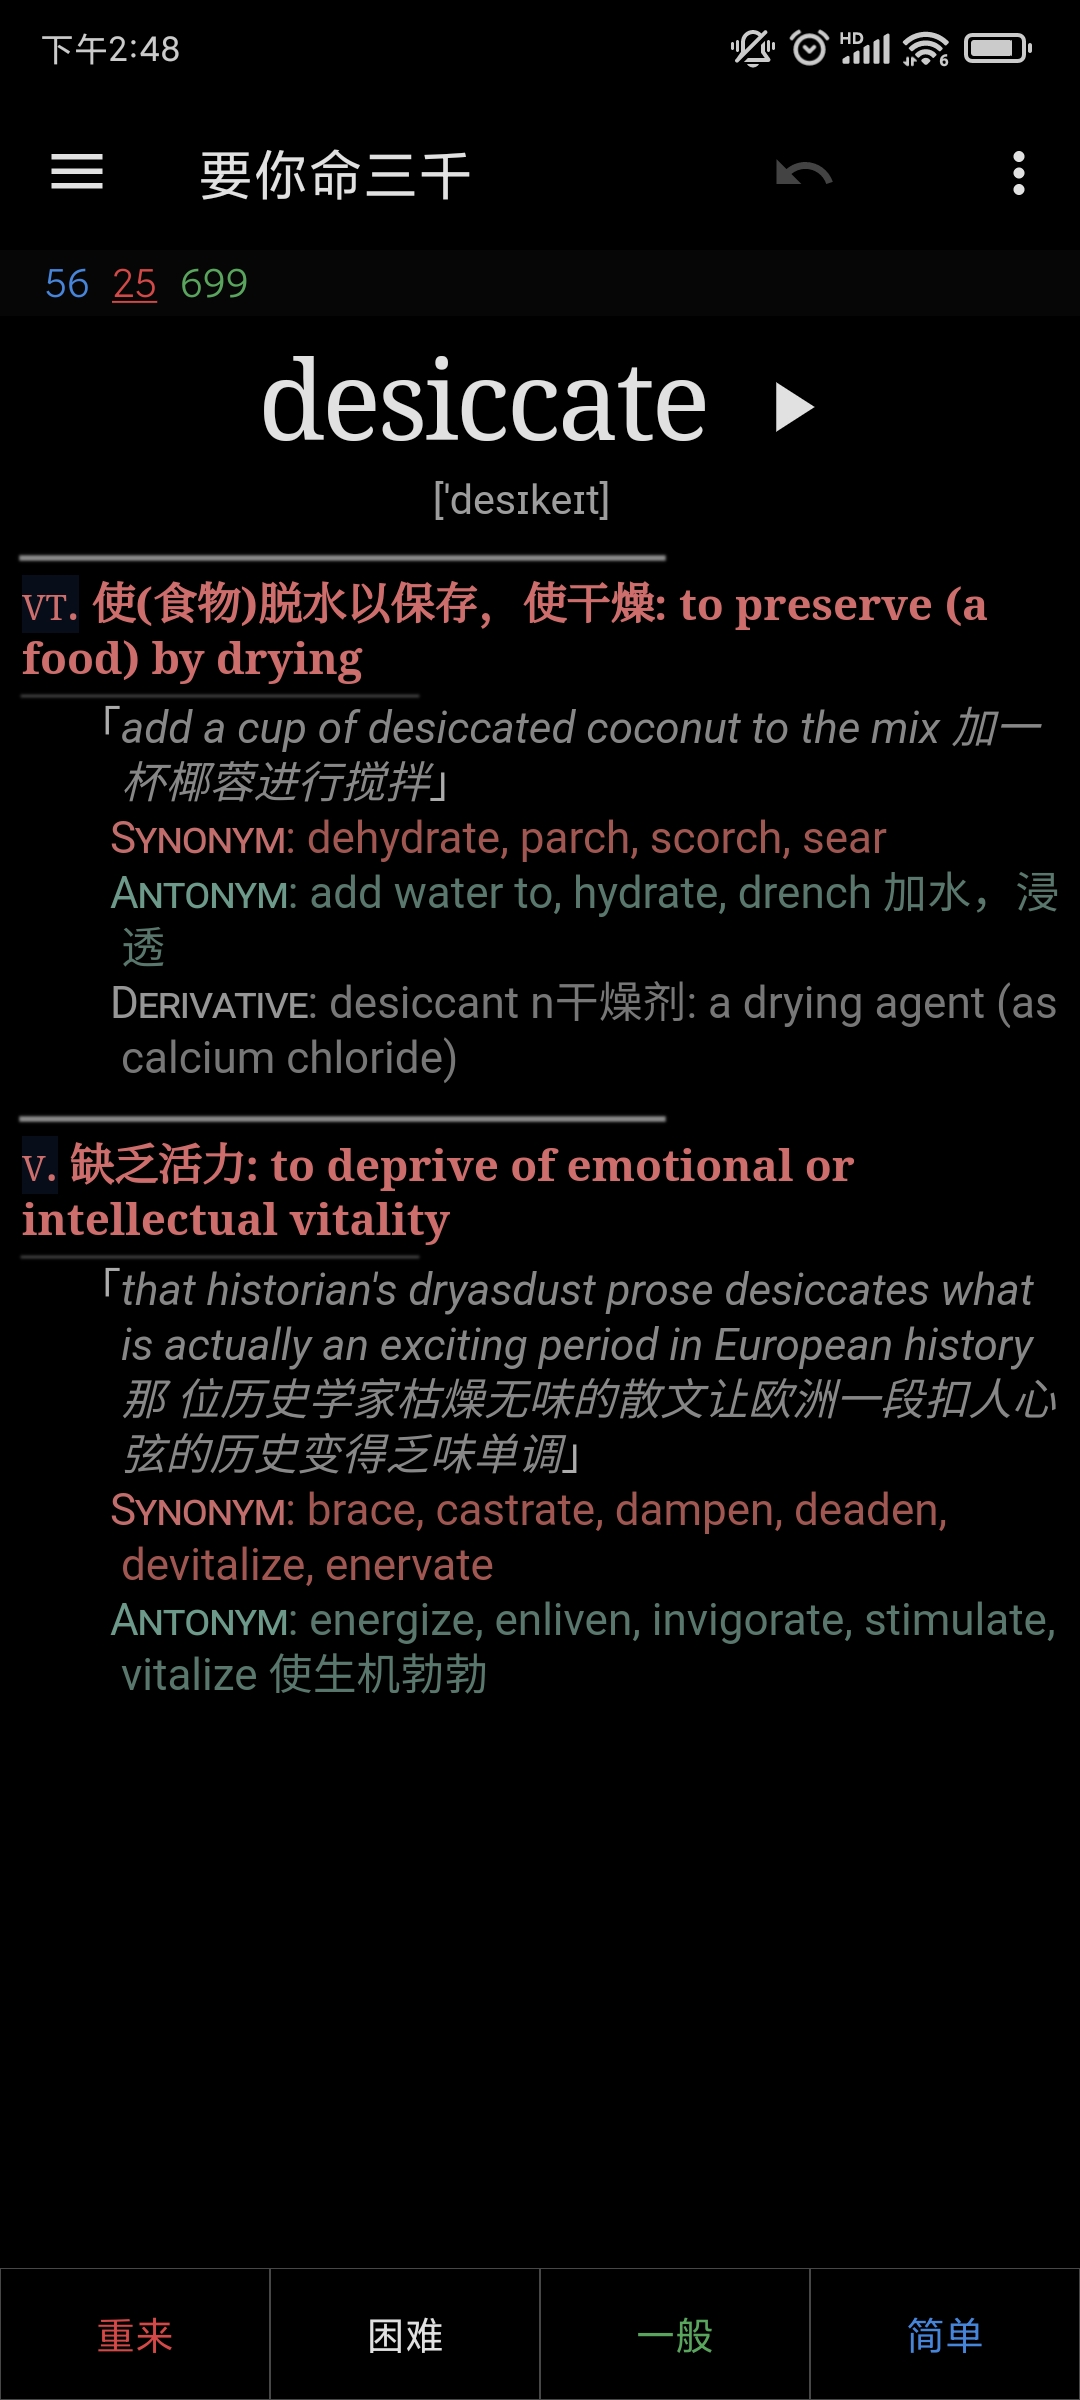 下午2:48
HD
6
要你命三千
56 25 699
desiccate
['desɪkeɪt]
VT. 使(食物)脱水以保存，使干燥: to preserve (a
food) by drying
「add a cup of desiccated coconut to the mix 加一
杯椰蓉进行搅拌」
SYNONYM: dehydrate, parch, scorch, sear
ANTONYM: add water to, hydrate, drench 加水，浸
透
DERIVATIVE: desiccant n干燥剂: a drying agent (as
calcium chloride)
V. 缺乏活力: to deprive of emotional or
intellectual vitality
「that historian's dryasdust prose desiccates what
is actually an exciting period in European history
那 位历史学家枯燥无味的散文让欧洲一段扣人心
弦的历史变得乏味单调」
SYNONYM: brace, castrate, dampen, deaden,
devitalize, enervate
ANTONYM: energize, enliven, invigorate, stimulate,
vitalize 使生机勃勃
重来 困难 一般 简单